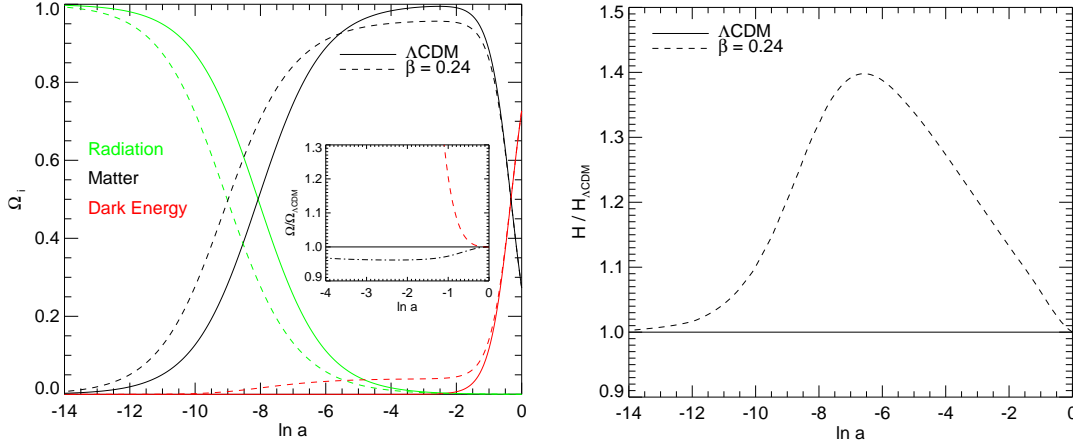 1.0
0.8
0.6
0.4
0.2
0.0
Ω i
ΛCDM
β = 0.24
Radiation
Matter
Dark Energy
1.3
1.2
1.1
1.0
0.9
Ω/Ω ΛCDM
-4 -3 -2 -1 0
ln a
-14 -12 -10 -8 -6 -4 -2 0
ln a
1.5
1.4
1.3
1.2
1.1
1.0
0.9
H / H ΛCDM
ΛCDM
β = 0.24
-14 -12 -10 -8 -6 -4 -2 0
ln a